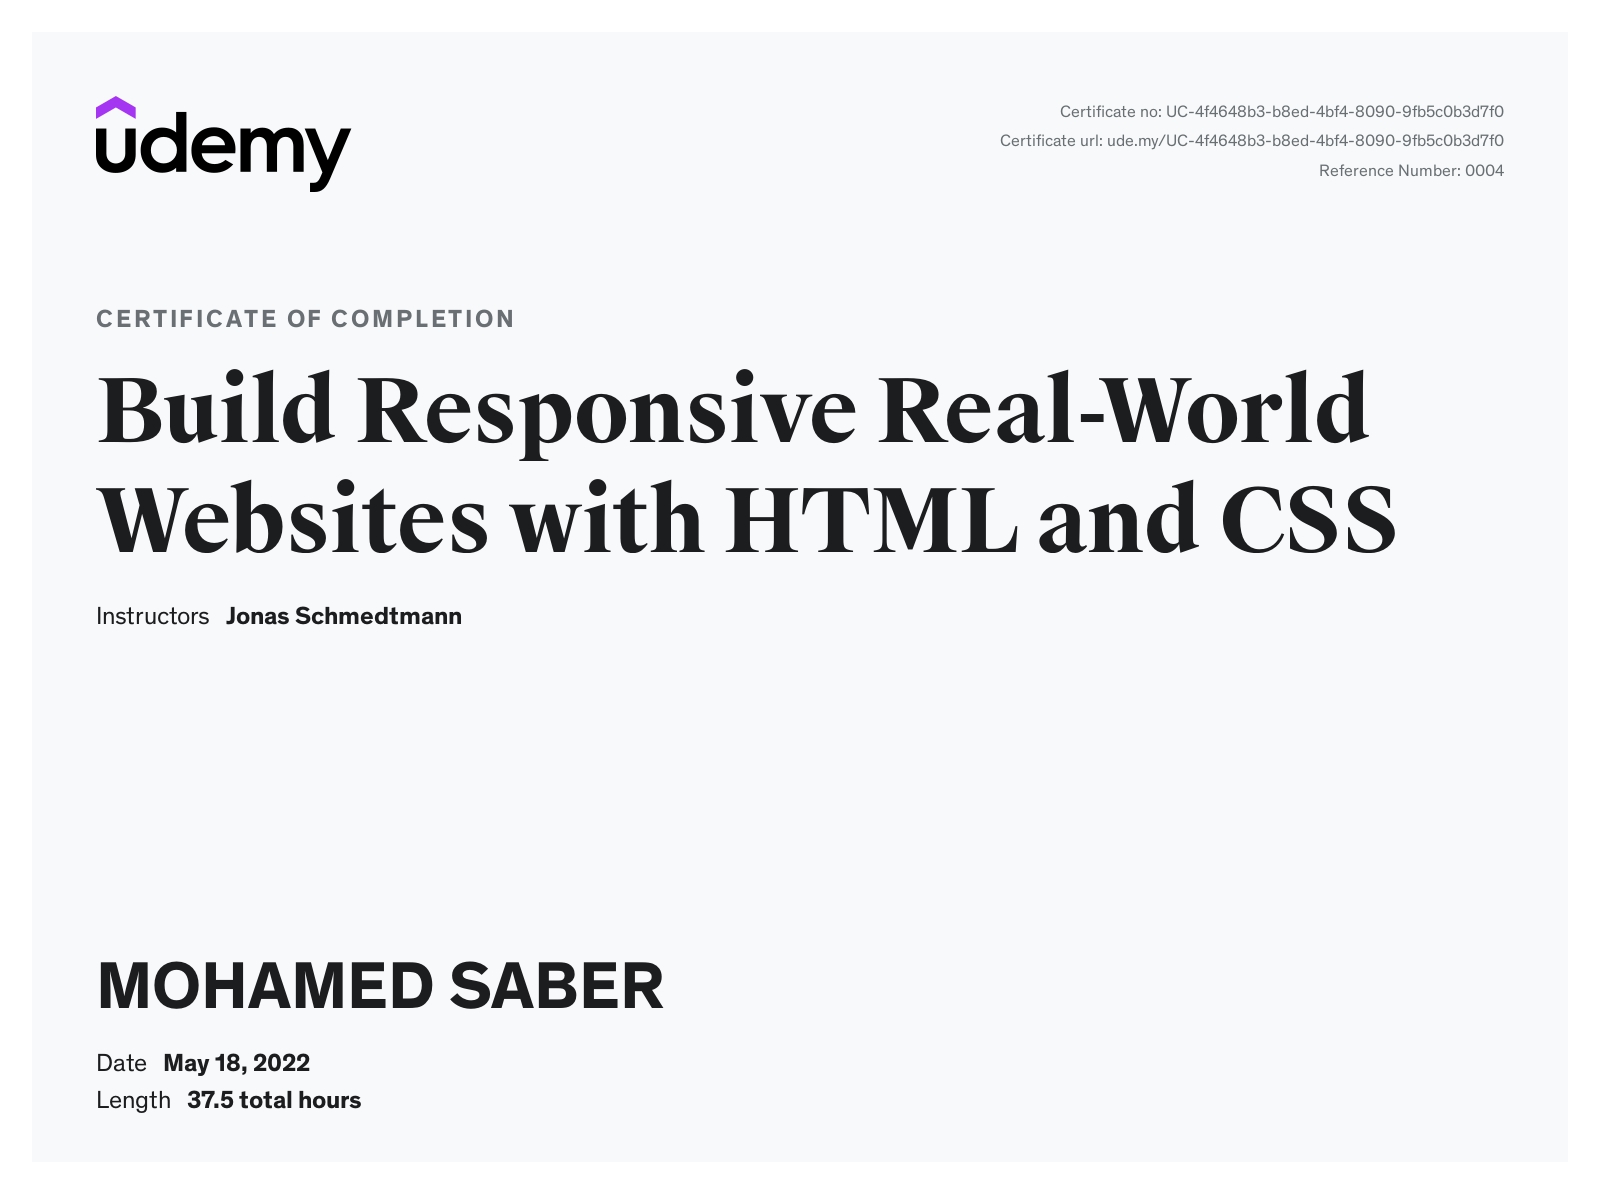 udemy
Certificate no: UC-4f4648b3-b8ed-4bf4-8090-9fb5c0b3d7f0
Certificate url: ude.my/UC-4f4648b3-b8ed-4bf4-8090-9fb5c0b3d7f0
Reference Number: 0004
CERTIFICATE OF COMPLETION
Build Responsive Real-World
Websites with HTML and CSS
Instructors Jonas Schmedtmann
MOHAMED SABER
Date May 18, 2022
Length 37.5 total hours